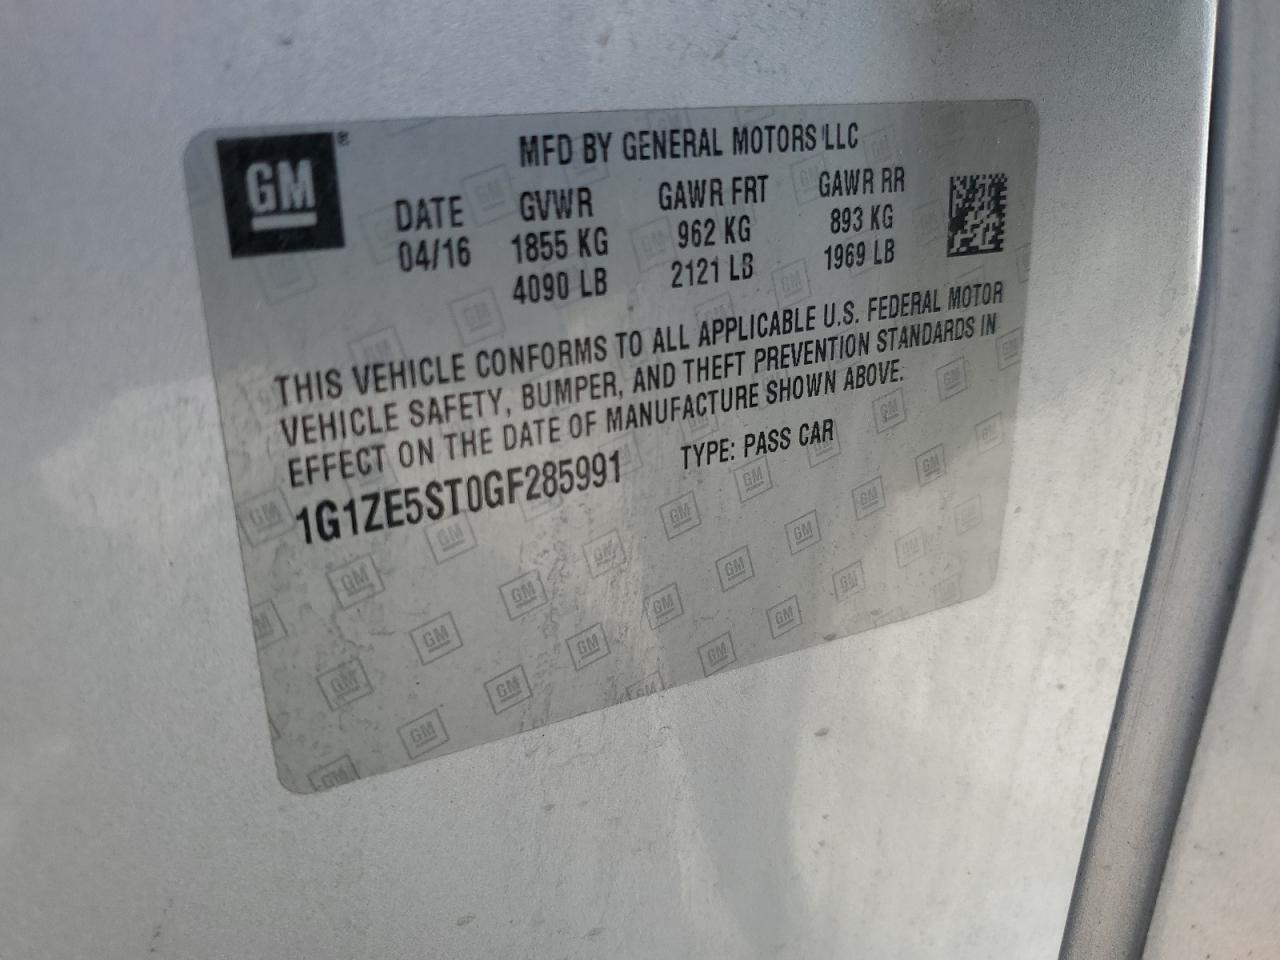 GM®
MFD BY GENERAL MOTORS LLC
DATE GVWR GAWR FRT GAWR RR
04/16 1855 KG 962 KG 893 KG
4090 LB 2121 LB 1969 LB
THIS VEHICLE CONFORMS TO ALL APPLICABLE U.S. FEDERAL MOTOR
VEHICLE SAFETY, BUMPER, AND THEFT PREVENTION STANDARDS IN
EFFECT ON THE DATE OF MANUFACTURE SHOWN ABOVE.
1G1ZE5ST0GF285991 TYPE: PASS CAR